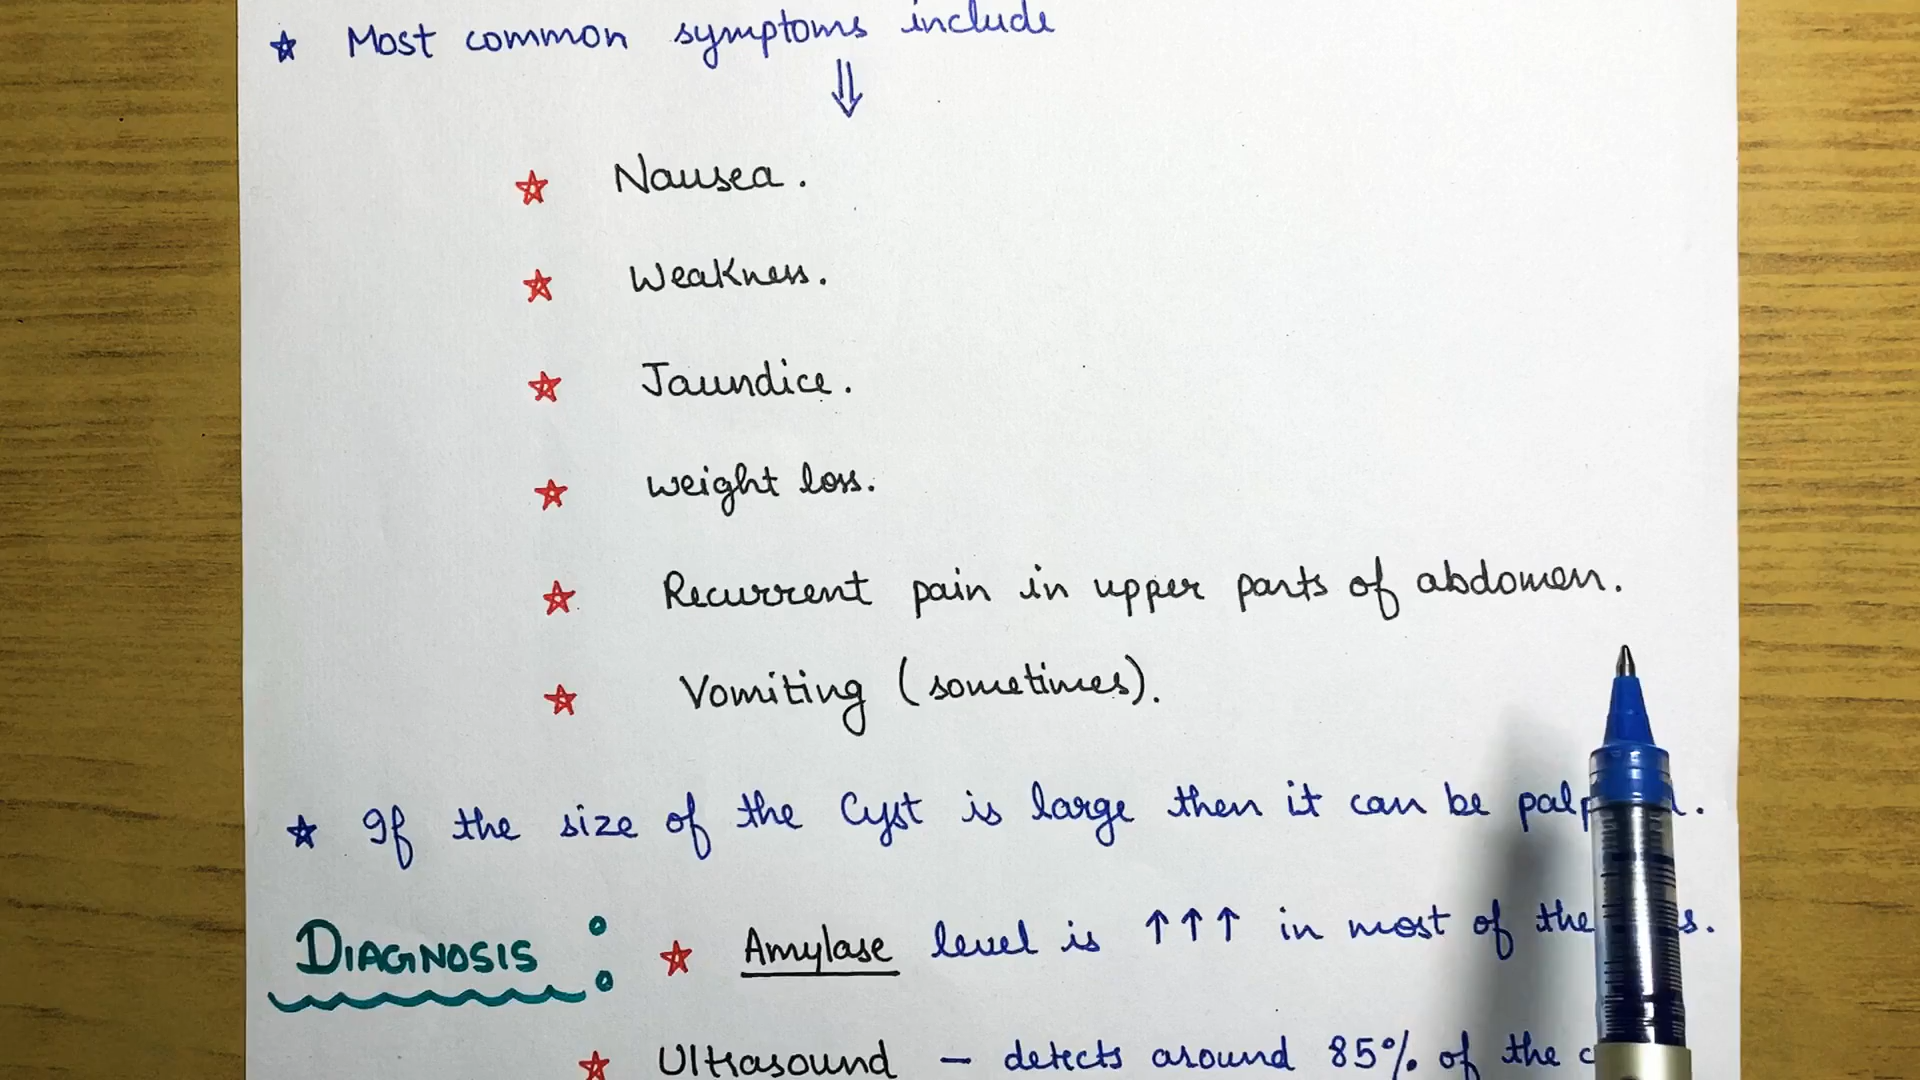 ☆ Most common symptoms include
⇓
☆ Nausea.
☆ Weakness.
☆ Jaundice.
☆ weight loss.
☆ Recurrent pain in upper parts of abdomen.
☆ Vomiting (sometimes).
☆ If the size of the Cyst is large then it can be
DIAGNOSIS : ☆ Amylase level is ↑↑↑ in most of the
☆ Ultrasound - detects around 85% of the